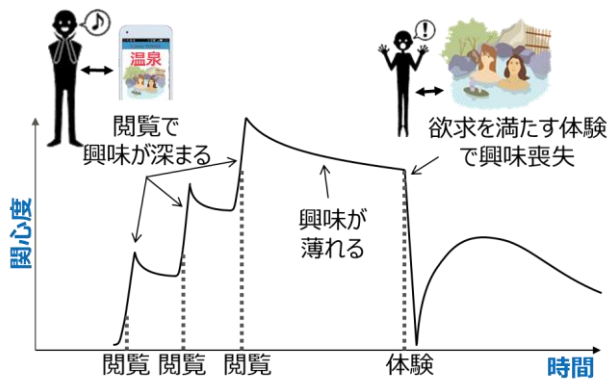 温泉
閲覧で
興味が深まる
欲求を満たす体験
で興味喪失
興味が
薄れる
関心度
閲覧 閲覧 閲覧 体験
時間